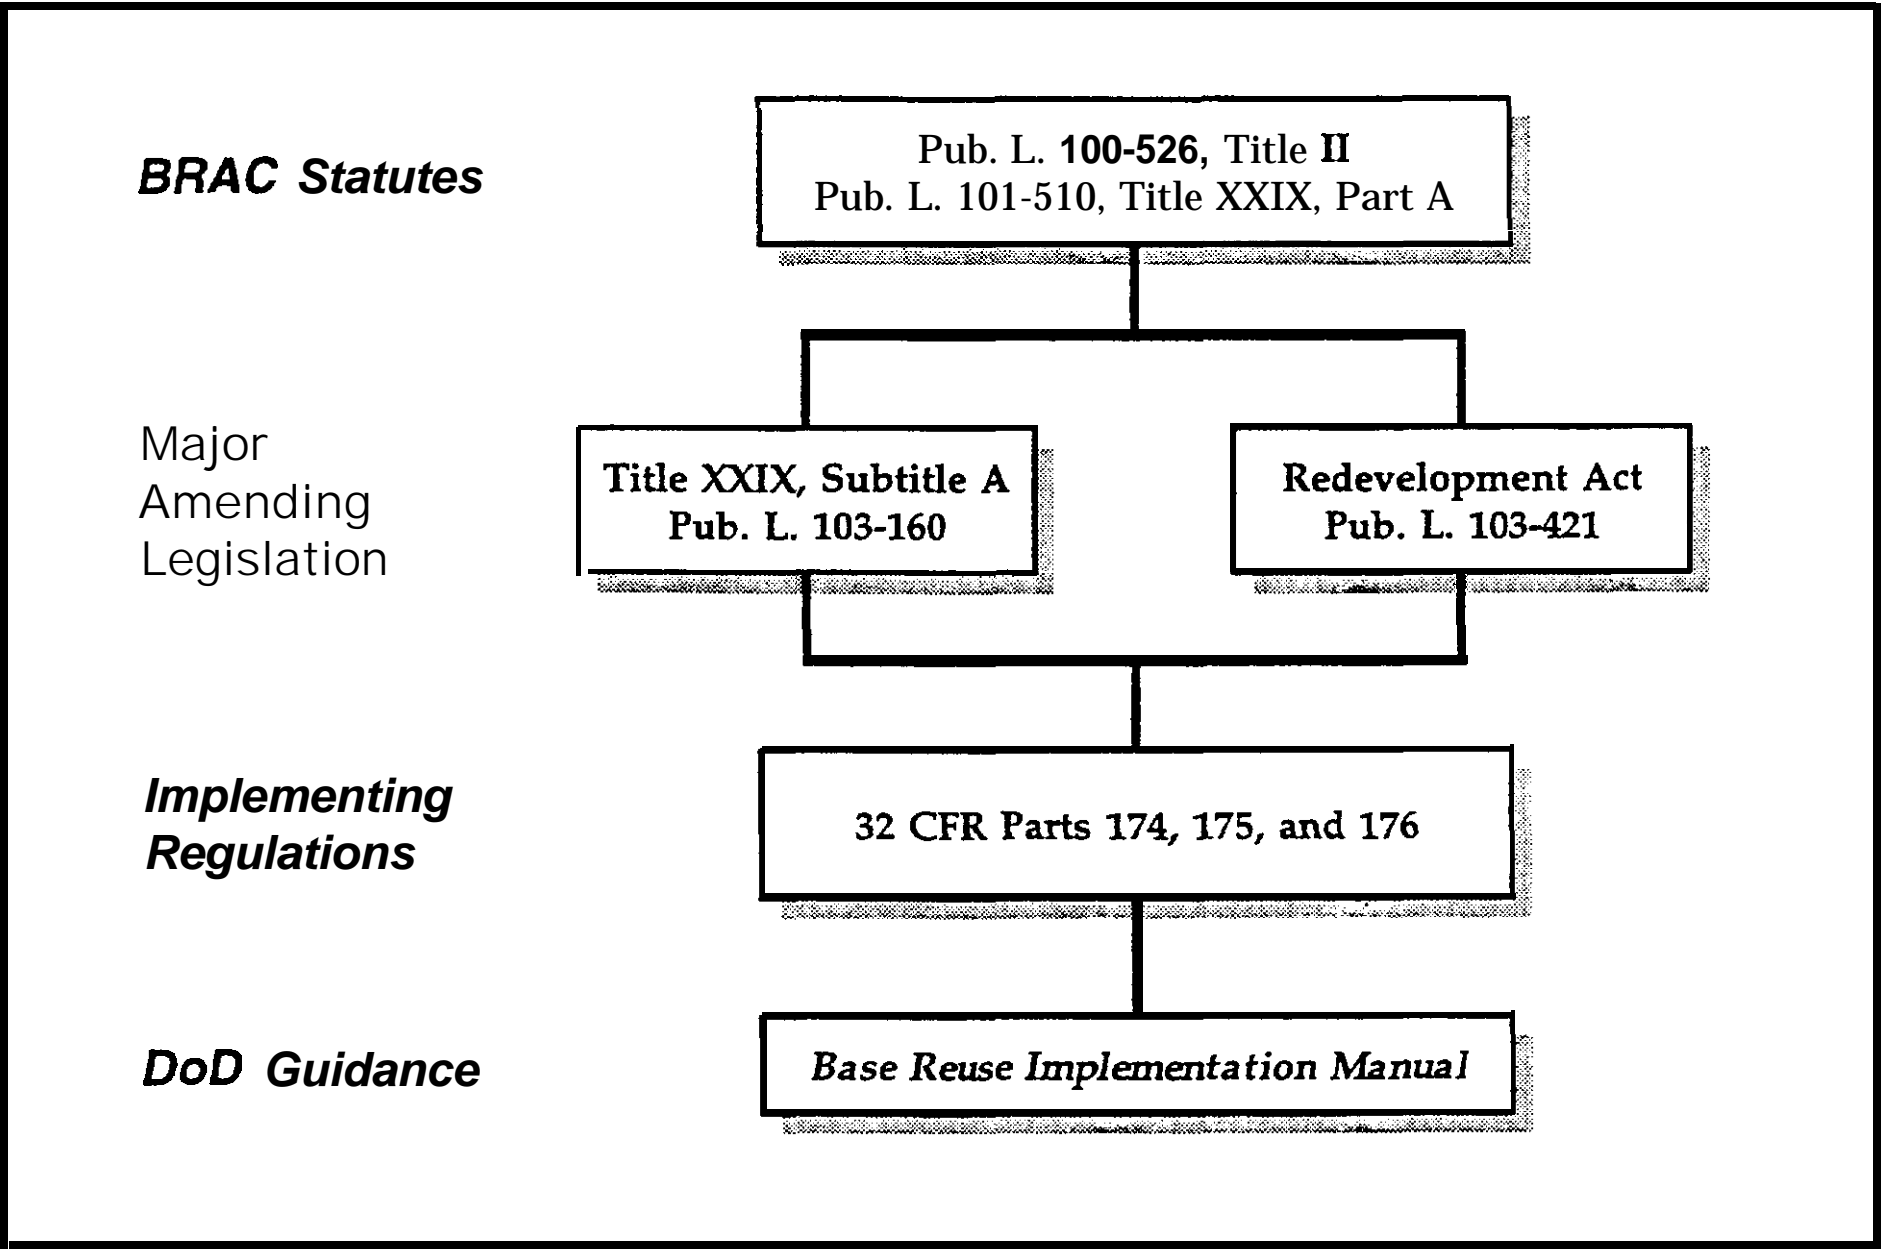 BRAC Statutes
Pub. L. 100-526, Title II
Pub. L. 101-510, Title XXIX, Part A
Major
Amending
Legislation
Title XXIX, Subtitle A
Pub. L. 103-160
Redevelopment Act
Pub. L. 103-421
Implementing
Regulations
32 CFR Parts 174, 175, and 176
DoD Guidance
Base Reuse Implementation Manual